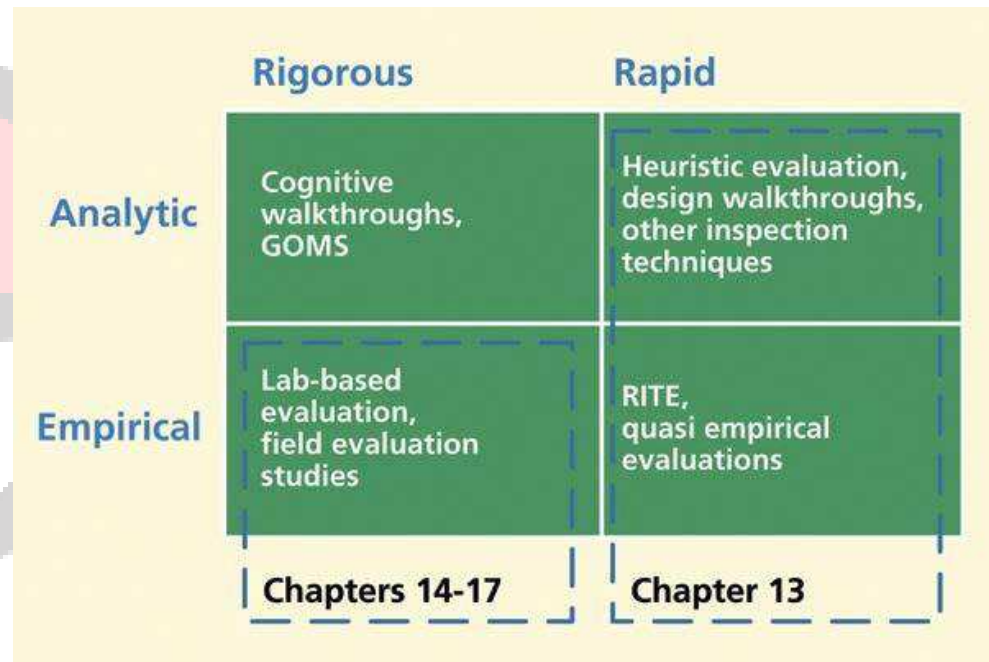 Rigorous
Rapid
Analytic
Cognitive
walkthroughs,
GOMS
Heuristic evaluation,
design walkthroughs,
other inspection
techniques
Empirical
Lab-based
evaluation,
field evaluation
studies
RITE,
quasi empirical
evaluations
Chapters 14-17
Chapter 13